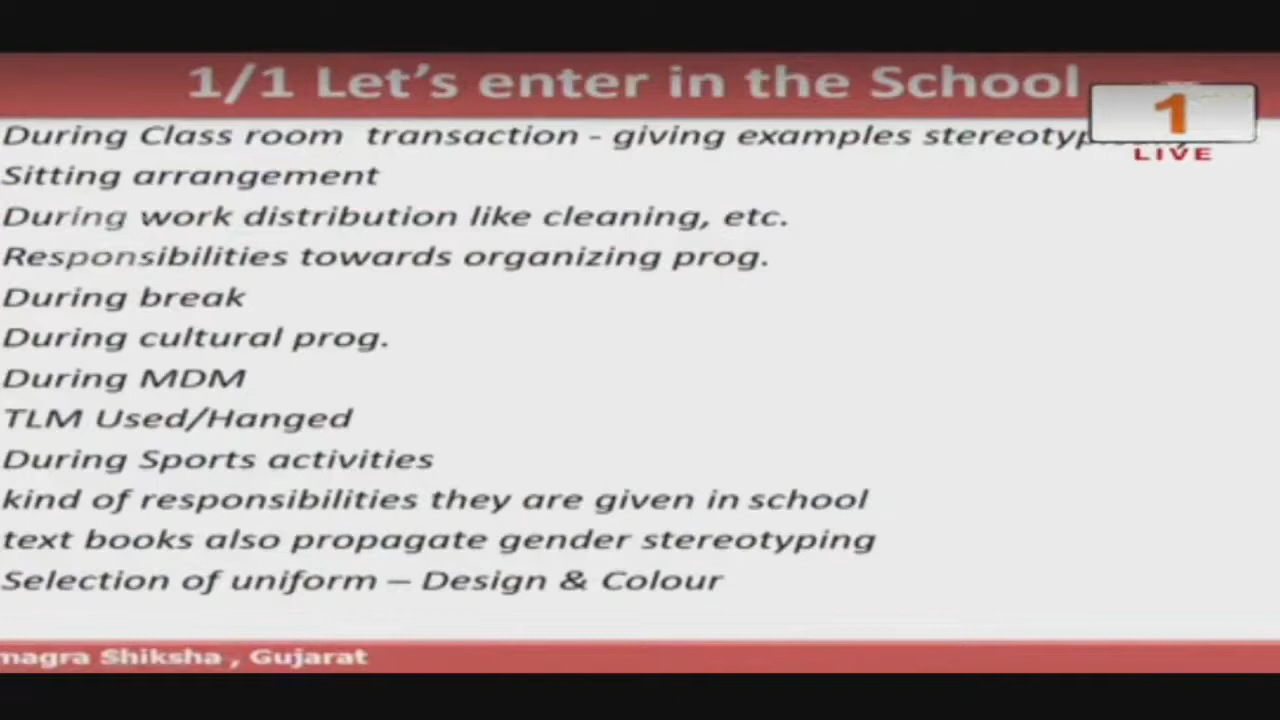 1/1 Let's enter in the School
During Class room transaction - giving examples
1
LIVE
Sitting arrangement
During work distribution like cleaning, etc.
Responsibilities towards organizing prog.
During break
During cultural prog.
During MDM
TLM Used/Hanged
During Sports activities
kind of responsibilities they are given in school
text books also propagate gender stereotyping
Selection of uniform – Design & Colour
Shiksha , Gujarat